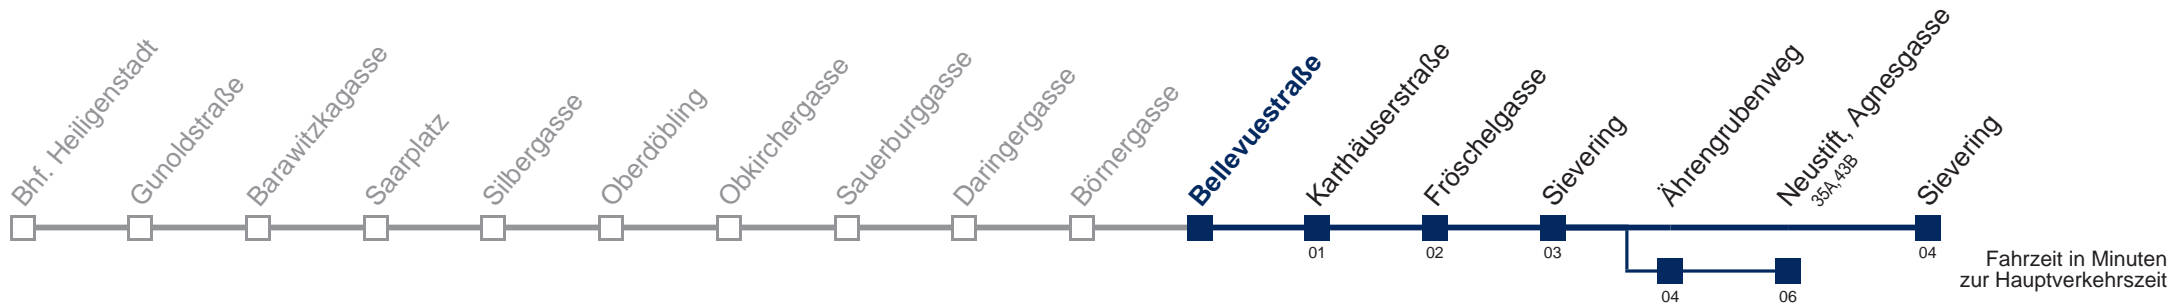 Bhf. Heiligenstadt
Gunoldstraße
Barawitzkagasse
Saarplatz
Silbergasse
Oberdöbling
Obkirchergasse
Sauerburggasse
Daringergasse
Börnergasse
Bellevuestraße
Karthäuserstraße
Fröschelgasse
Sievering
Ährengrubenweg
Neustift, Agnesgasse
35A,43B
Sievering
01
02
03
04
04
06
Fahrzeit in Minuten
zur Hauptverkehrszeit